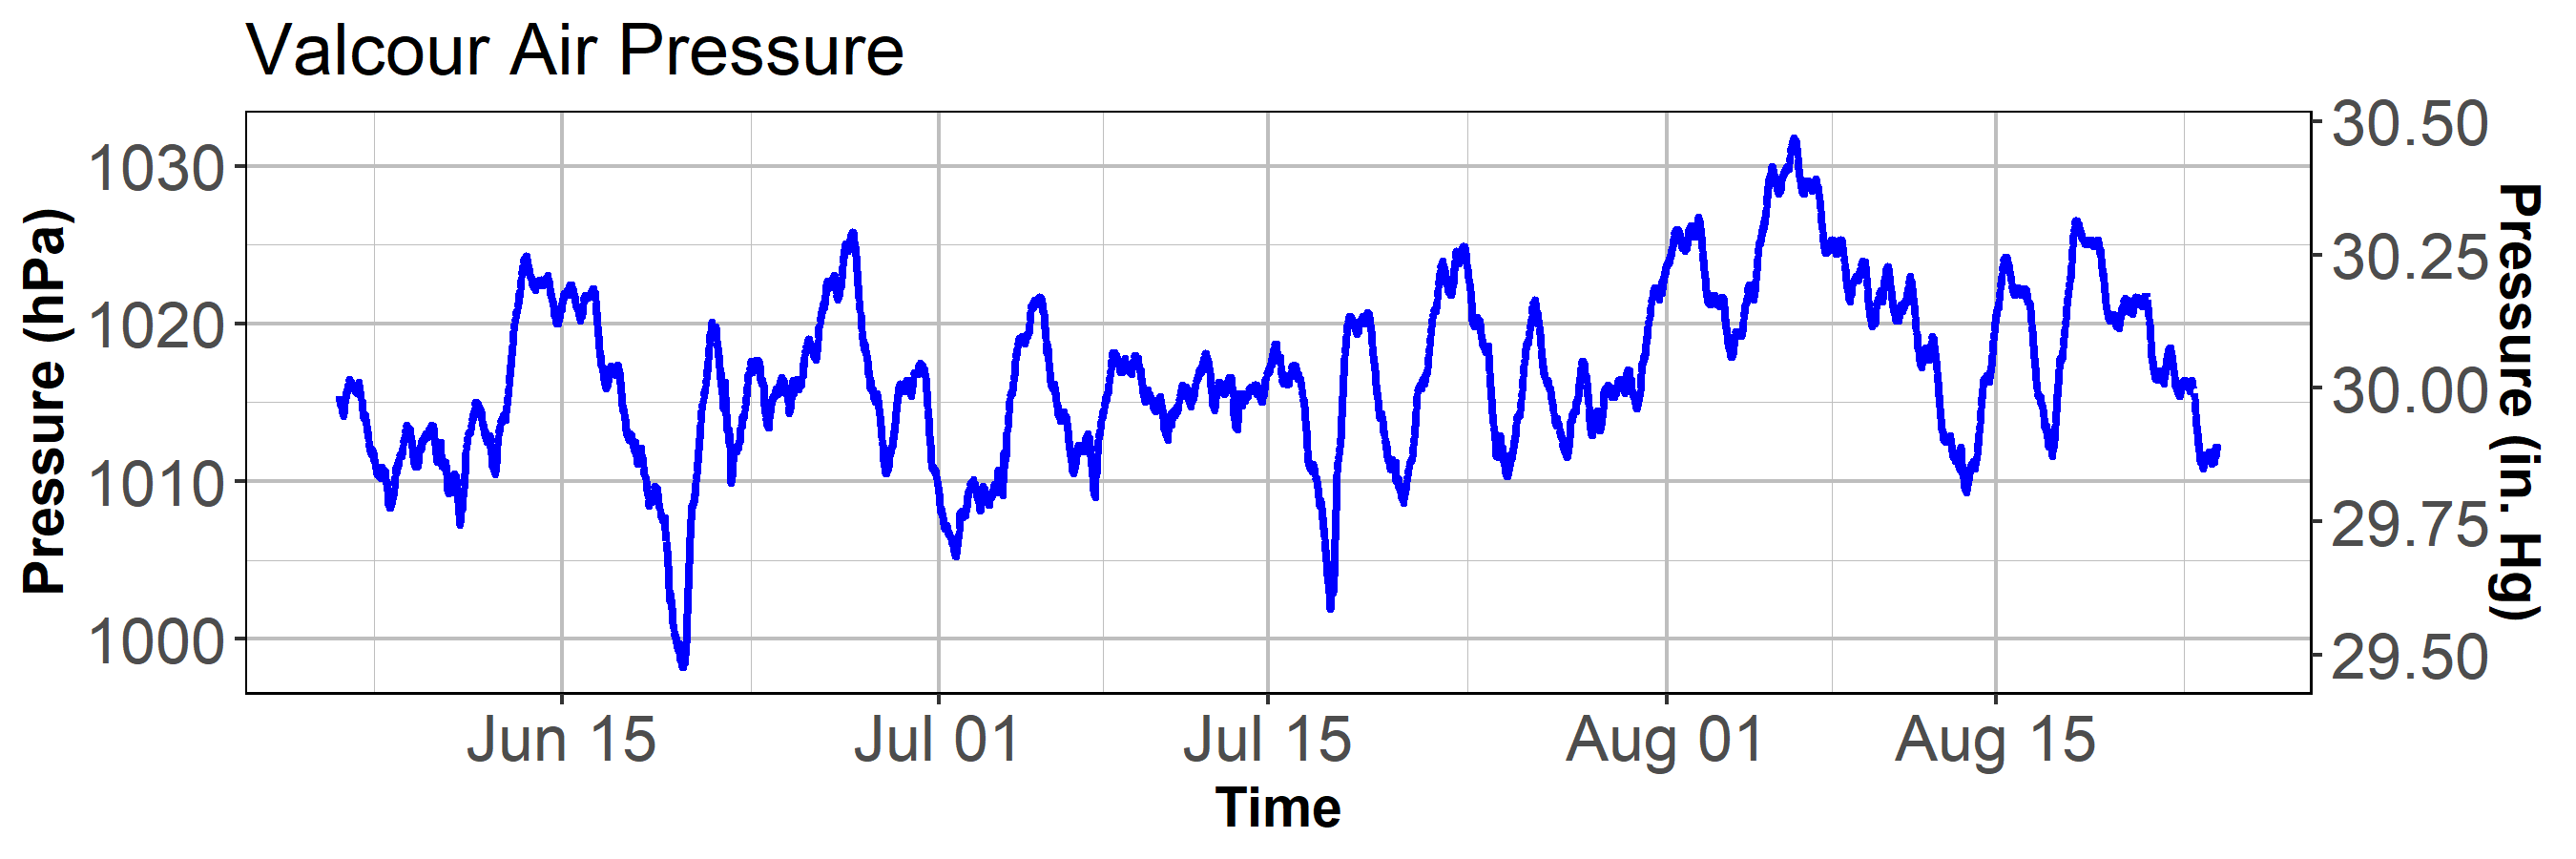 Valcour Air Pressure
Pressure (hPa)
1030
1020
1010
1000
30.50
30.25
30.00
29.75
29.50
Pressure (in. Hg)
Jun 15
Jul 01
Jul 15
Aug 01
Aug 15
Time